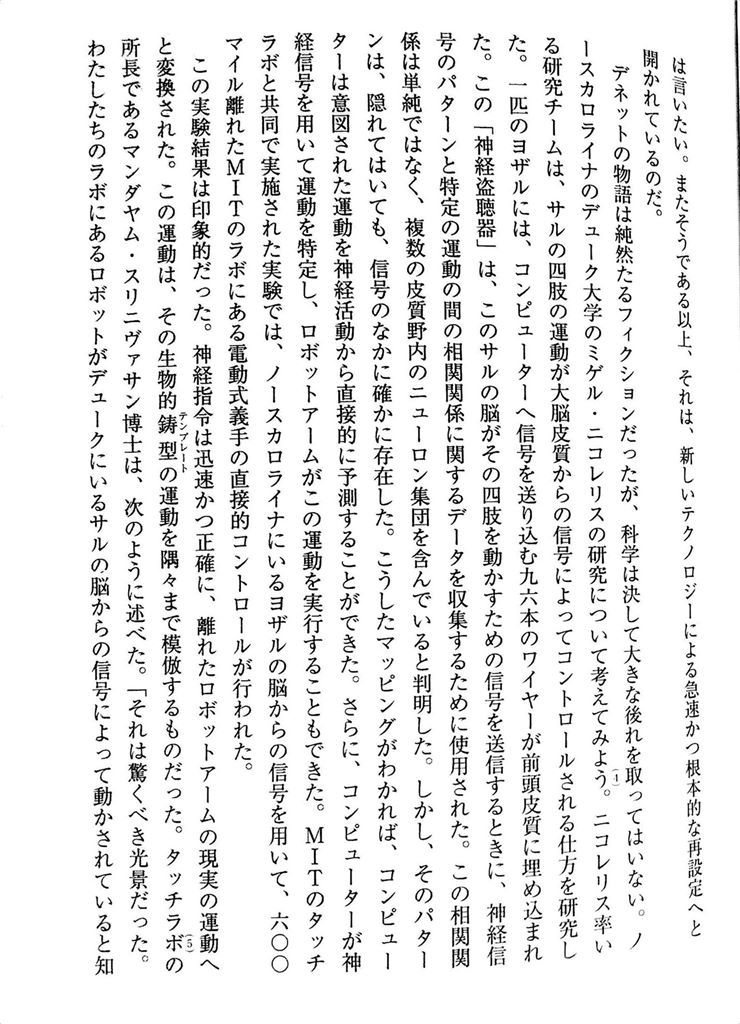 は言いたい。またそうである以上、それは、新しいテクノロジーによる急速かつ根本的な再設定へと
開かれているのだ。
デネットの物語は純然たるフィクションだったが、科学は決して大きな後れを取ってはいない。ノ
ースカロライナのデューク大学のミゲル・ニコレリスの研究について考えてみよう。(4)ニコレリス率い
る研究チームは、サルの四肢の運動が大脳皮質からの信号によってコントロールされる仕方を研究し
た。一匹のヨザルには、コンピューターへ信号を送り込む九六本のワイヤーが前頭皮質に埋め込まれ
た。この「神経盗聴器」は、このサルの脳がその四肢を動かすための信号を送信するときに、神経信
号のパターンと特定の運動の間の相関関係に関するデータを収集するために使用された。この相関関
係は単純ではなく、複数の皮質野内のニューロン集団を含んでいると判明した。しかし、そのパター
ンは、隠れてはいても、信号のなかに確かに存在した。こうしたマッピングがわかれば、コンピュー
ターは意図された運動を神経活動から直接的に予測することができた。さらに、コンピューターが神
経信号を用いて運動を特定し、ロボットアームがこの運動を実行することもできた。MITのタッチ
ラボと共同で実施された実験では、ノースカロライナにいるヨザルの脳からの信号を用いて、六〇〇
マイル離れたMITのラボにある電動式義手の直接的コントロールが行われた。
この実験結果は印象的だった。神経指令は迅速かつ正確に、離れたロボットアームの現実の運動へ
と変換された。この運動は、その生物的鋳型テンプレートの運動を隅々まで模倣するものだった。タッチラボの(5)
所長であるマンダヤム・スリニヴァサン博士は、次のように述べた。「それは驚くべき光景だった。
わたしたちのラボにあるロボットがデュークにいるサルの脳からの信号によって動かされていると知